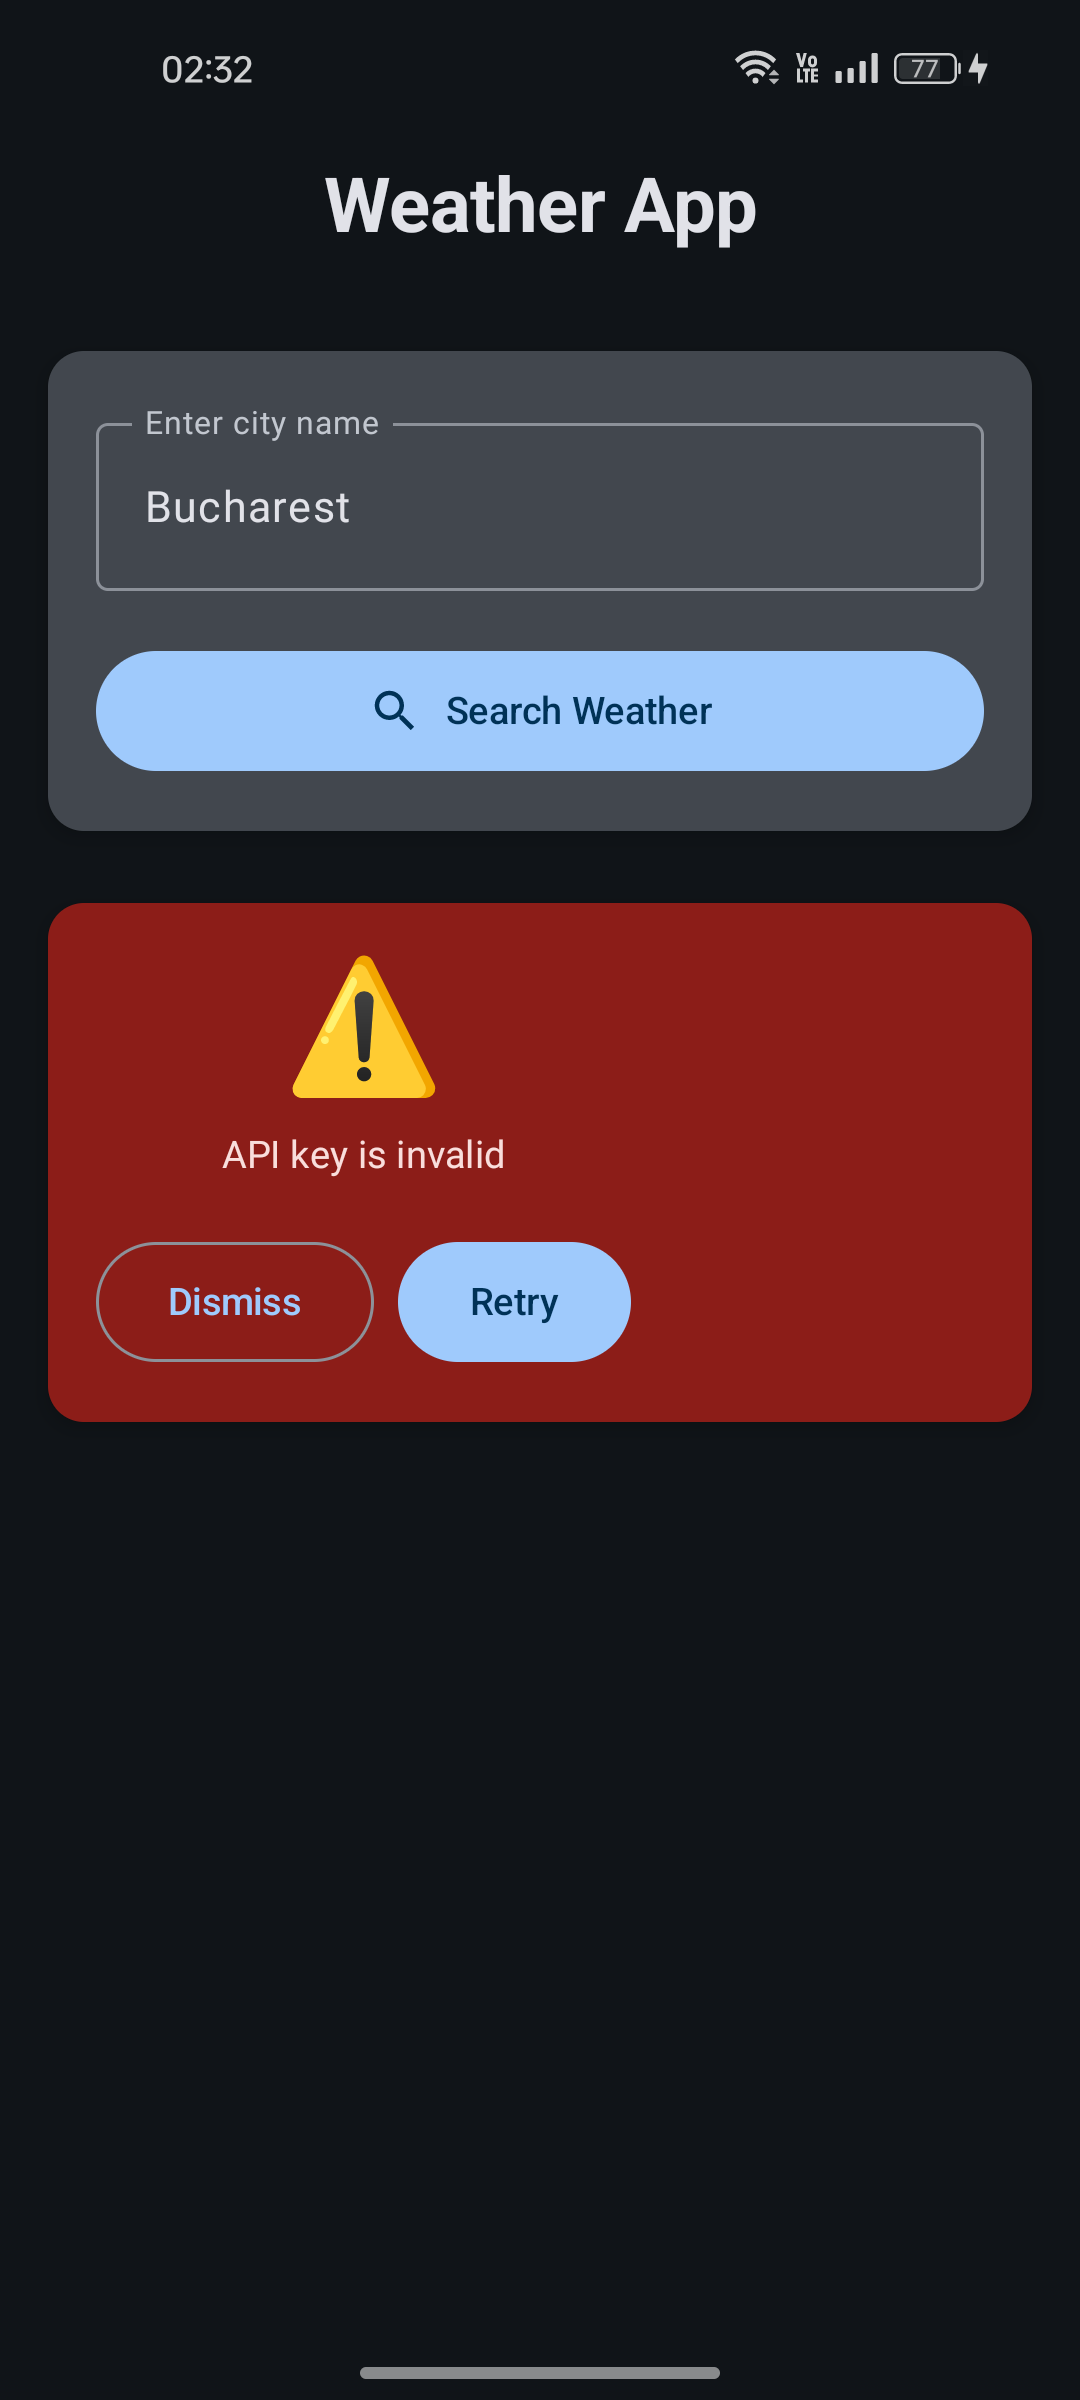 02:32
Vo
LTE
77
Weather App
Enter city name
Bucharest
Search Weather
API key is invalid
Dismiss
Retry